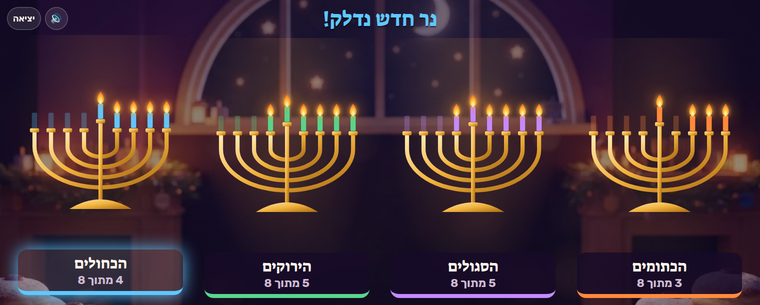 נר חדש נדלק!
יציאה
הכתומים
3 מתוך 8
הסגולים
5 מתוך 8
הירוקים
5 מתוך 8
הכחולים
4 מתוך 8